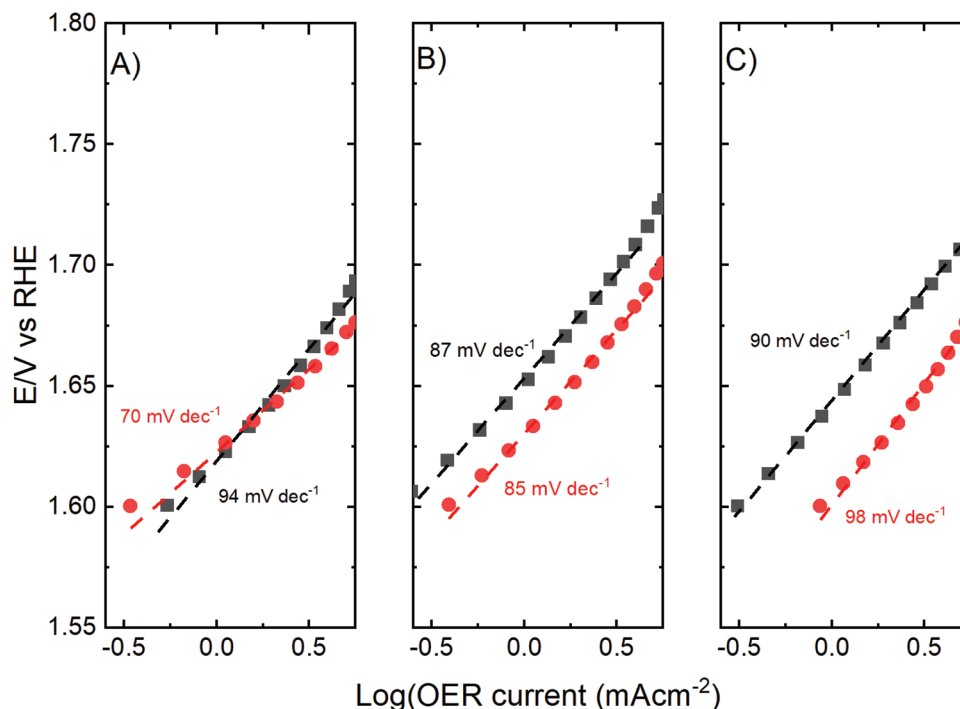 A)
B)
C)
1.80
1.75
1.70
1.65
1.60
1.55
E/V vs RHE
70 mV dec⁻¹
94 mV dec⁻¹
87 mV dec⁻¹
85 mV dec⁻¹
90 mV dec⁻¹
98 mV dec⁻¹
-0.5 0.0 0.5 -0.5 0.0 0.5 -0.5 0.0 0.5
Log(OER current (mAcm⁻²)